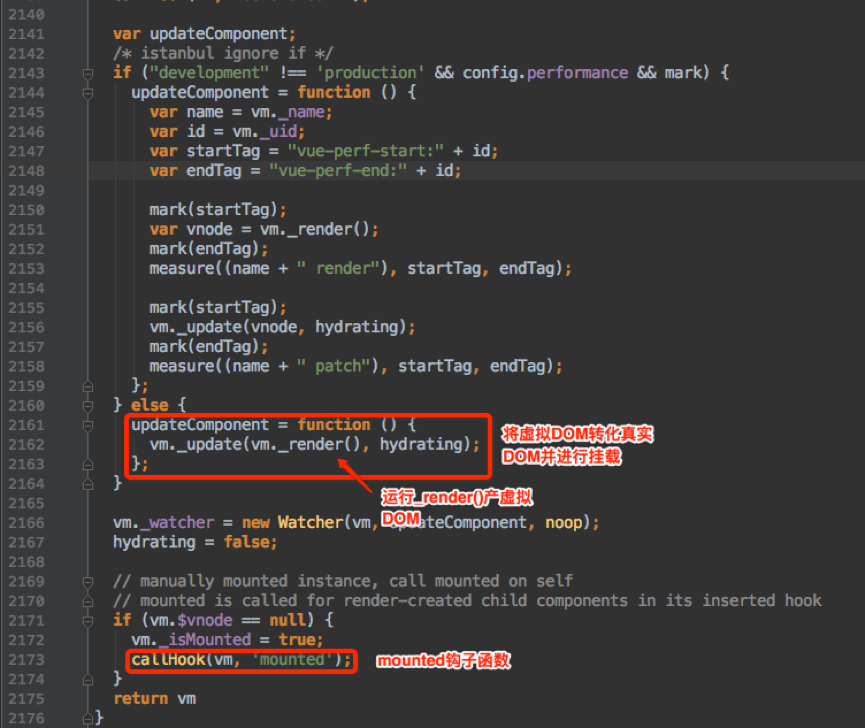 2140
2141 var updateComponent;
2142 /* istanbul ignore if */
2143 if ("development" !== 'production' && config.performance && mark) {
2144 updateComponent = function () {
2145 var name = vm._name;
2146 var id = vm._uid;
2147 var startTag = "vue-perf-start:" + id;
2148 var endTag = "vue-perf-end:" + id;
2149
2150 mark(startTag);
2151 var vnode = vm._render();
2152 mark(endTag);
2153 measure((name + " render"), startTag, endTag);
2154
2155 mark(startTag);
2156 vm._update(vnode, hydrating);
2157 mark(endTag);
2158 measure((name + " patch"), startTag, endTag);
2159 };
2160 } else {
2161 updateComponent = function () {
2162 vm._update(vm._render(), hydrating);
2163 };
将虚拟DOM转化真实
DOM并进行挂载
2164 }
运行_render()产虚拟
DOM
2165
2166 vm._watcher = new Watcher(vm, updateComponent, noop);
2167 hydrating = false;
2168
2169 // manually mounted instance, call mounted on self
2170 // mounted is called for render-created child components in its inserted hook
2171 if (vm.$vnode == null) {
2172 vm._isMounted = true;
2173 callHook(vm, 'mounted'); mounted钩子函数
2174 }
2175 return vm
2176 }